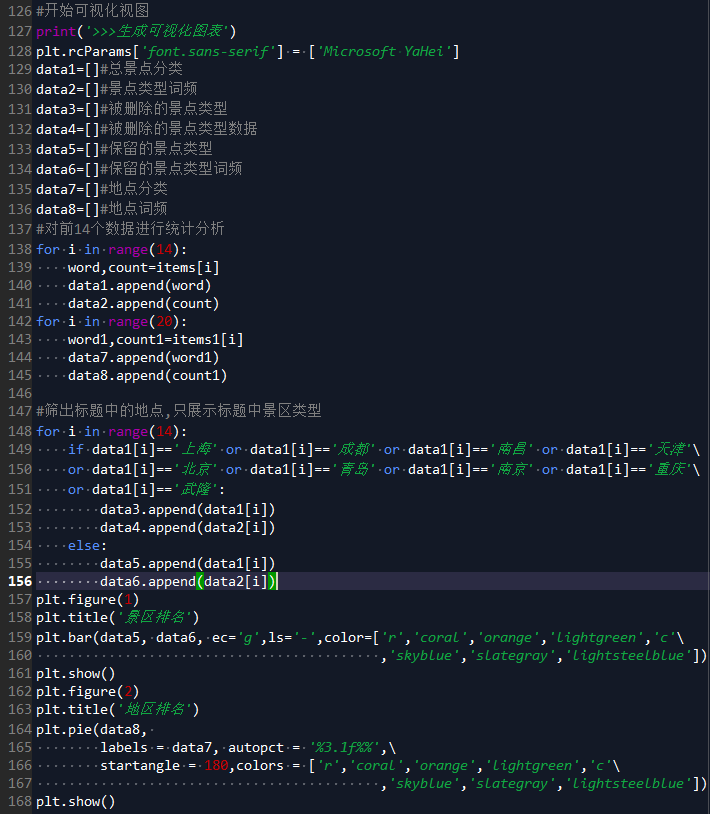 126 #开始可视化视图
127 print('>>>生成可视化图表')
128 plt.rcParams['font.sans-serif'] = ['Microsoft YaHei']
129 data1=[]#总景点分类
130 data2=[]#景点类型词频
131 data3=[]#被删除的景点类型
132 data4=[]#被删除的景点类型数据
133 data5=[]#保留的景点类型
134 data6=[]#保留的景点类型词频
135 data7=[]#地点分类
136 data8=[]#地点词频
137 #对前14个数据进行统计分析
138 for i in range(14):
139     word,count=items[i]
140     data1.append(word)
141     data2.append(count)
142 for i in range(20):
143     word1,count1=items1[i]
144     data7.append(word1)
145     data8.append(count1)
146
147 #筛出标题中的地点,只展示标题中景区类型
148 for i in range(14):
149     if data1[i]=='上海' or data1[i]=='成都' or data1[i]=='南昌' or data1[i]=='天津'\
150     or data1[i]=='北京' or data1[i]=='青岛' or data1[i]=='南京' or data1[i]=='重庆'\
151     or data1[i]=='武隆':
152         data3.append(data1[i])
153         data4.append(data2[i])
154     else:
155         data5.append(data1[i])
156         data6.append(data2[i])
157 plt.figure(1)
158 plt.title('景区排名')
159 plt.bar(data5, data6, ec='g',ls='-',color=['r','coral','orange','lightgreen','c'\
160                                            ,'skyblue','slategray','lightsteelblue'])
161 plt.show()
162 plt.figure(2)
163 plt.title('地区排名')
164 plt.pie(data8,
165         labels = data7, autopct = '%3.1f%%',\
166         startangle = 180,colors = ['r','coral','orange','lightgreen','c'\
167                                            ,'skyblue','slategray','lightsteelblue'])
168 plt.show()